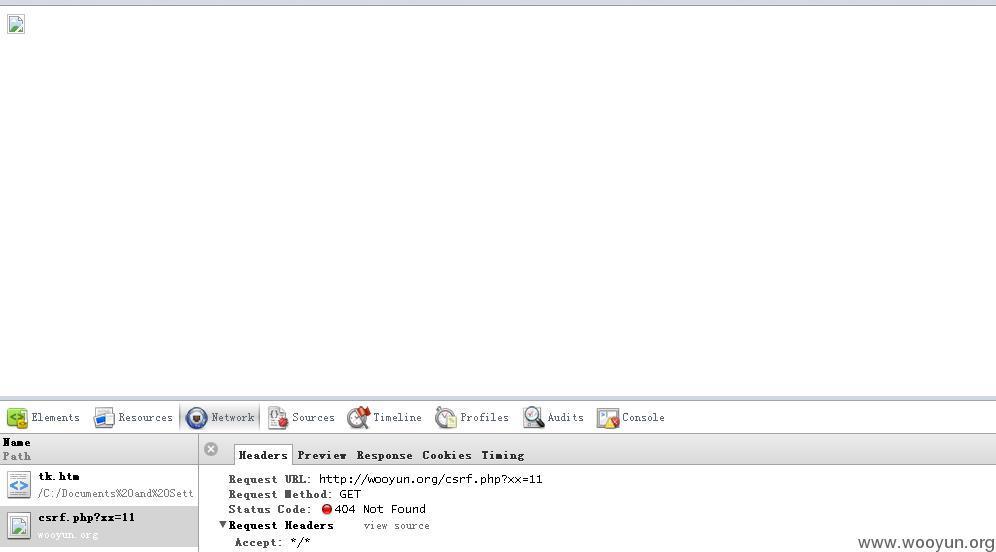 Elements Resources Network Sources Timeline Profiles Audits Console
Name
Path
tk.htm
/C:/Documents%20and%20Sett
csrf.php?xx=11
wooyun.org
Headers Preview Response Cookies Timing
Request URL: http://wooyun.org/csrf.php?xx=11
Request Method: GET
Status Code: 404 Not Found
Request Headers view source
Accept: */*
www.wooyun.org